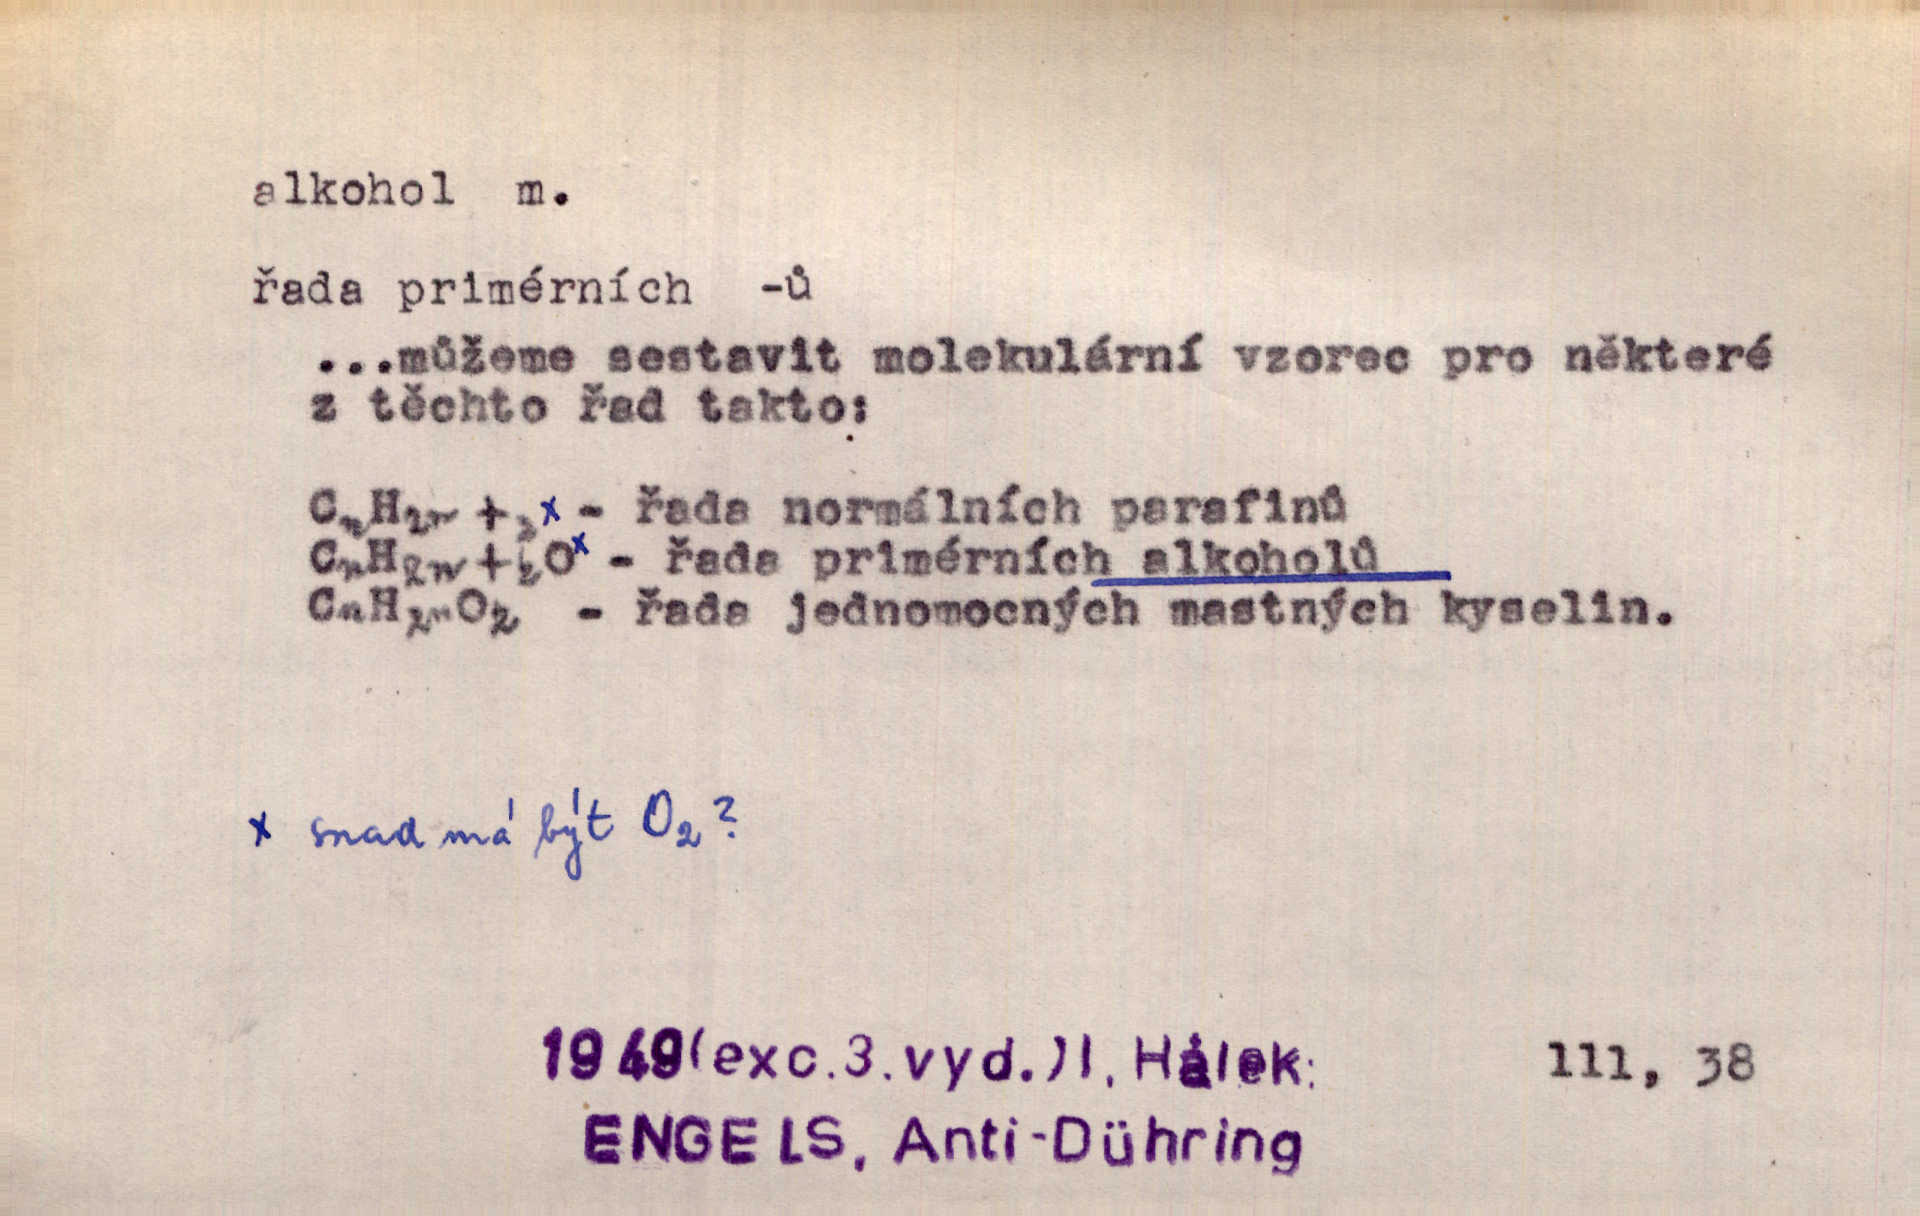 alkohol m.
řada primérních -ů
...můžeme sestavit molekulární vzorec pro některé
z těchto řad takto:
CnH2n + 2x - řada normálních parafinů
CnH2n + 2Ox - řada primérních alkoholů
CnH2nO2 - řada jednomocných mastných kyselin.
x snad má být O2?
1949(exc.3.vyd.)I, Hálek:
111, 38
ENGELS, Anti-Dühring